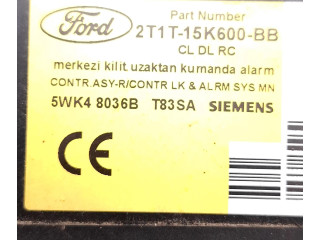 Part Number
Ford 2T1T-15K600-BB
CL DL RC
merkezi kilit uzaktan kumanda alarm
CONTR.ASY-R/CONTR LK & ALRM SYS MN
5WK4 8036B T83SA SIEMENS
CE